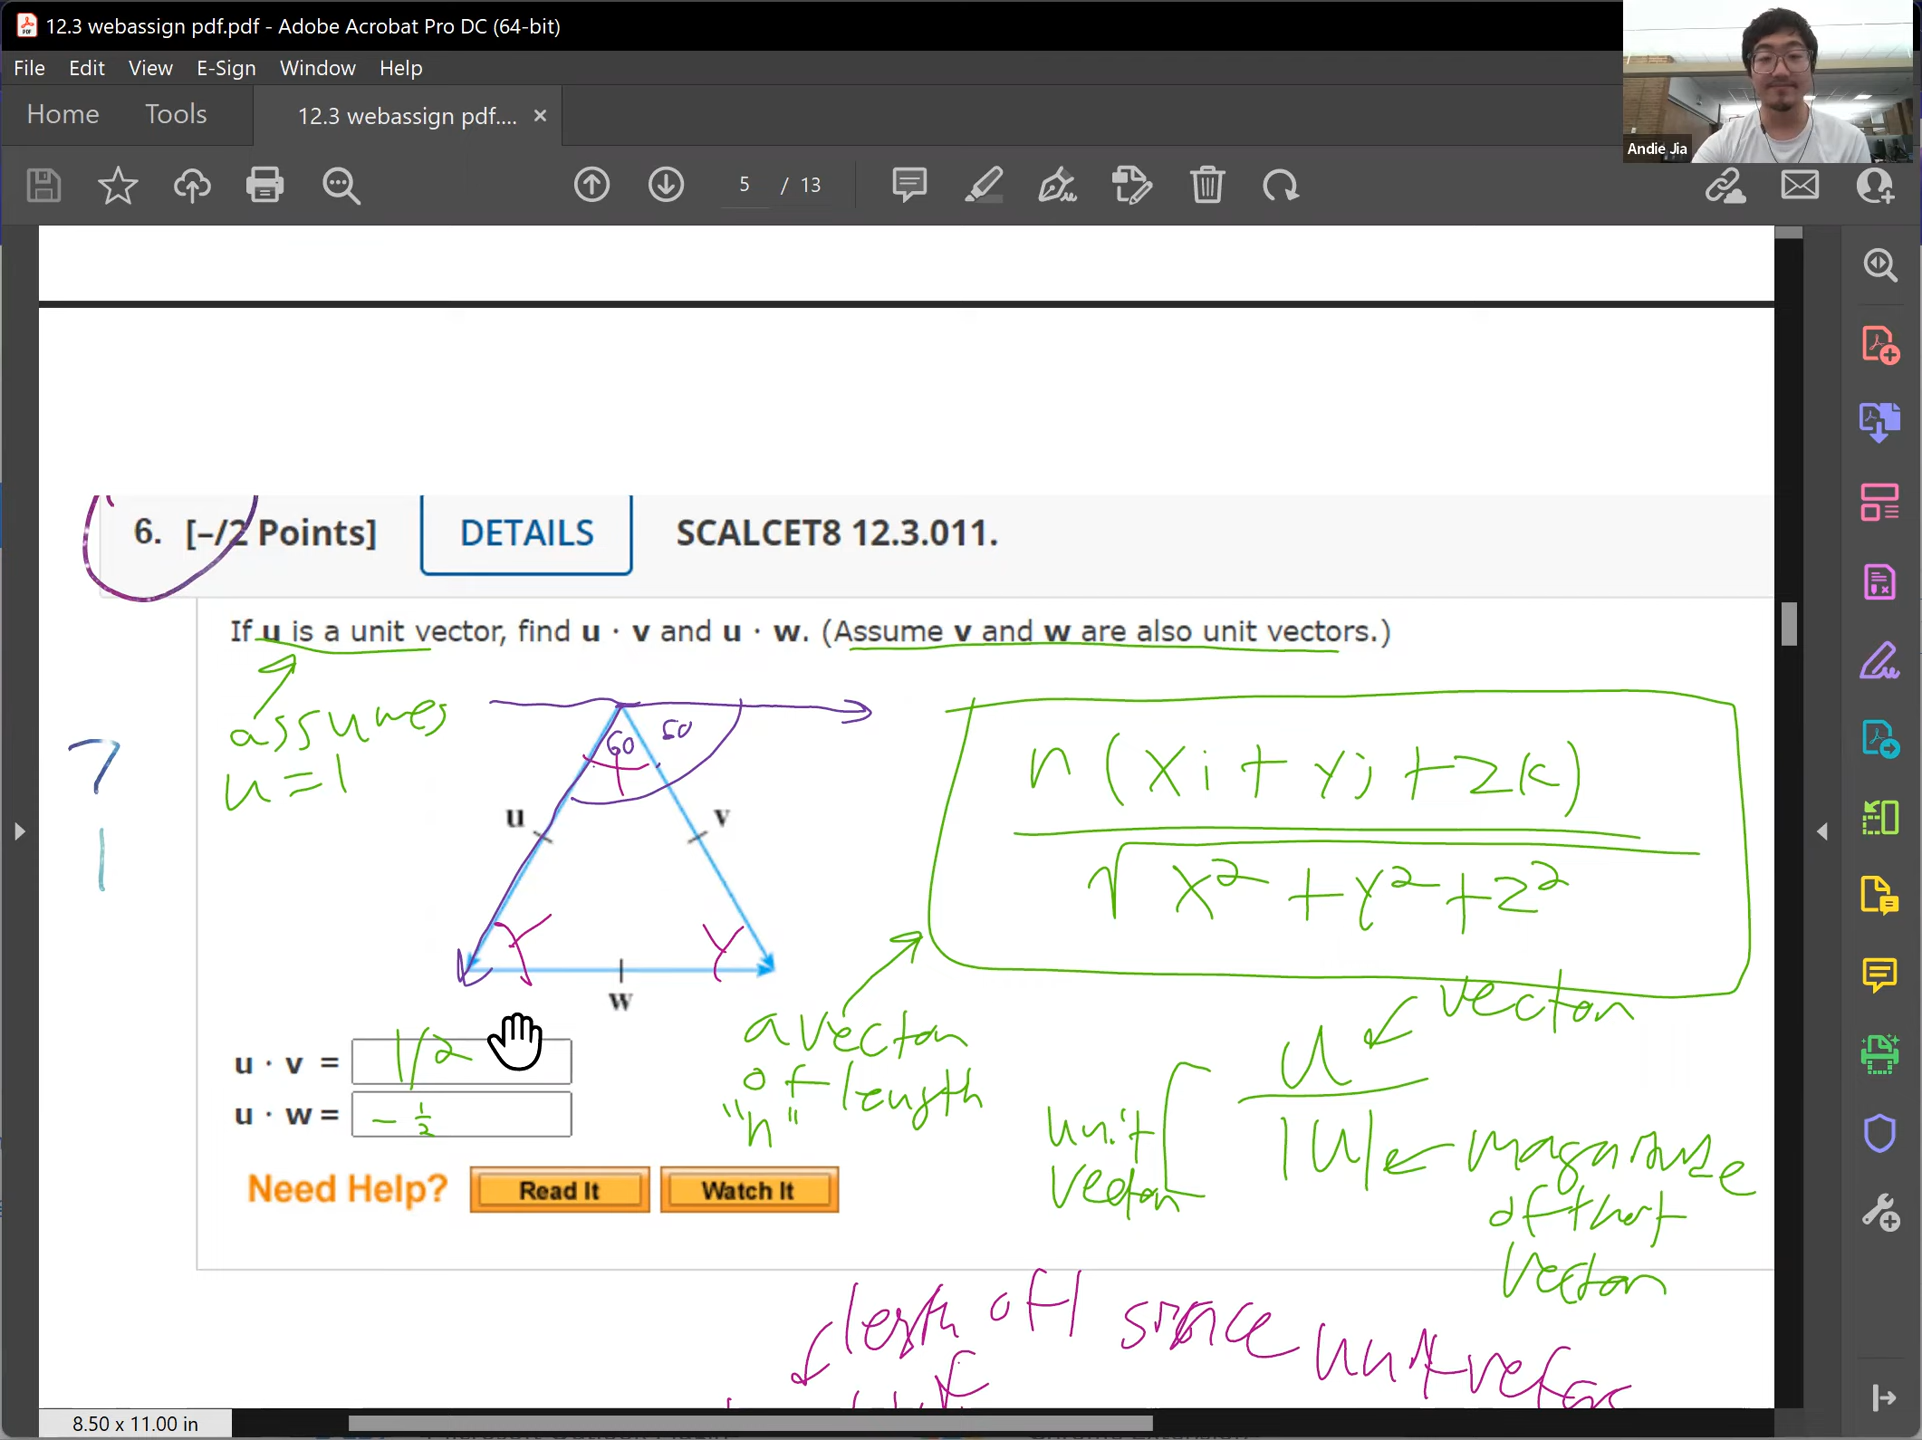 12.3 webassign pdf.pdf - Adobe Acrobat Pro DC (64-bit)
File Edit View E-Sign Window Help
Home Tools 12.3 webassign pdf.... ×
Andie Jia
5 / 13
6. [–/2 Points] DETAILS SCALCET8 12.3.011.
If u is a unit vector, find u · v and u · w. (Assume v and w are also unit vectors.)
assumes
u = 1
7
1
60
u
v
w
n (xi + yj + zk)
√x² + y² + z²
a vector
of length
"n"
u · v = 1/2
u · w = - 1/2
unit
vector
u
|u|
vector
magnitude
of that
vector
Need Help? Read It Watch It
length of 1 since unit vector
8.50 x 11.00 in